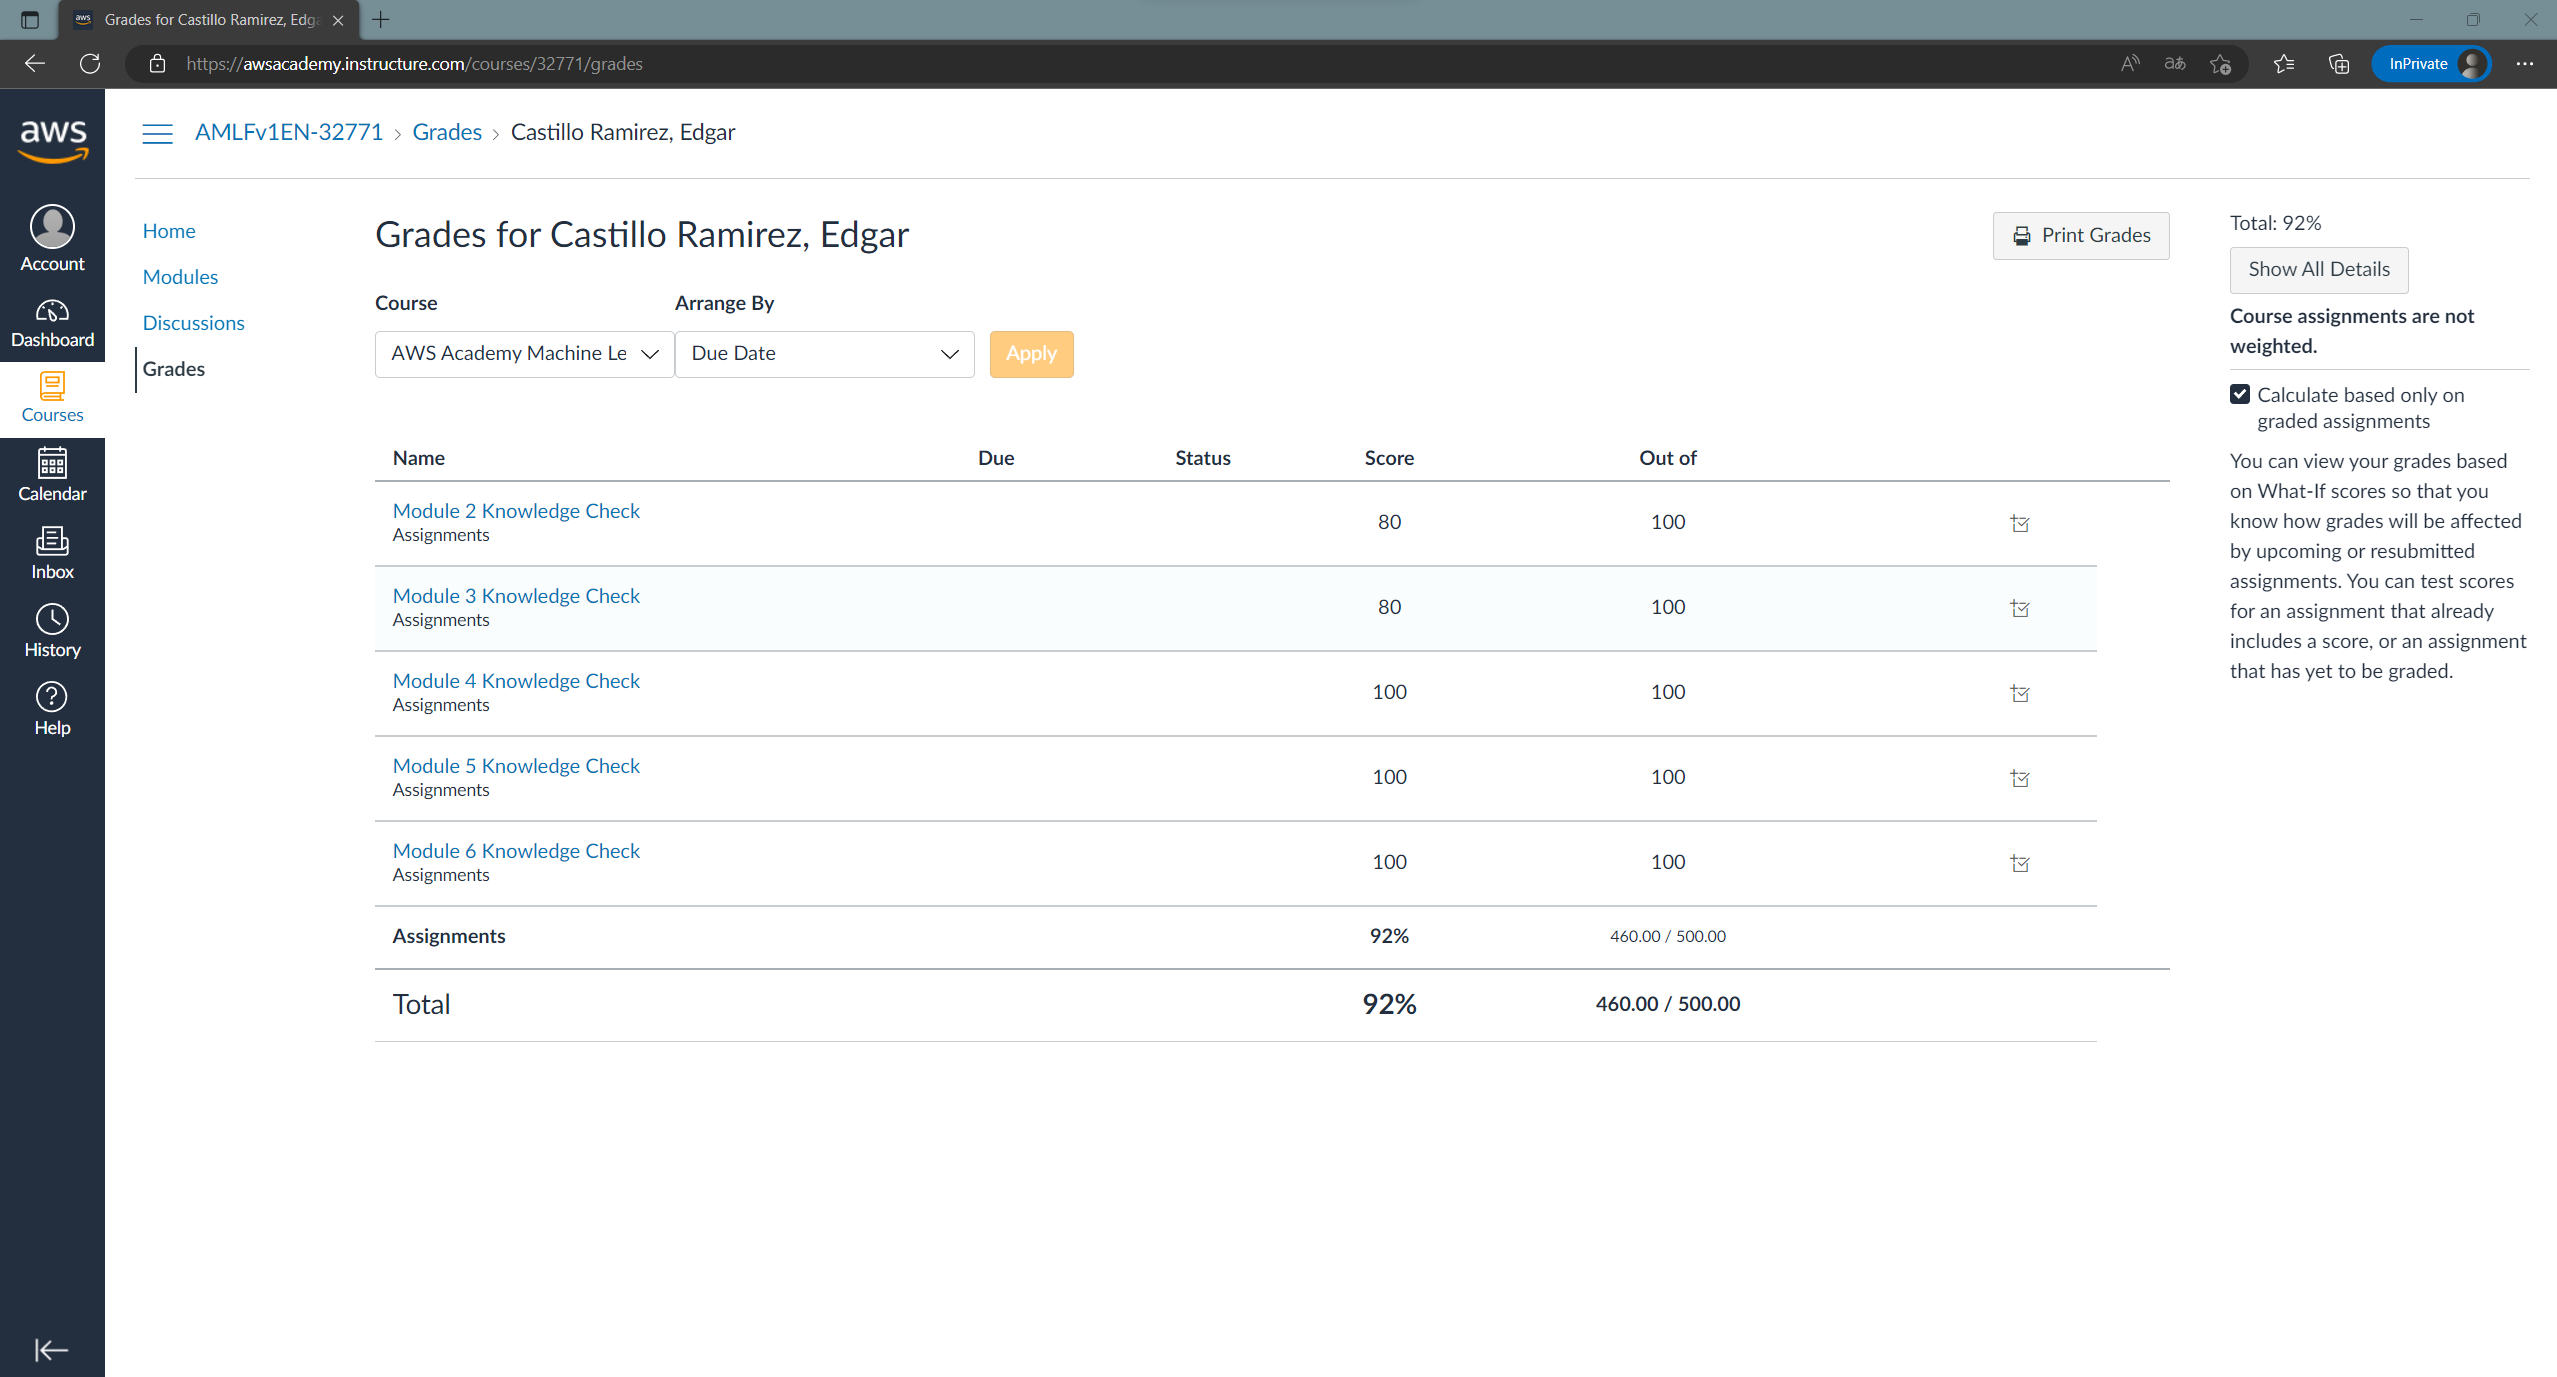 aws Grades for Castillo Ramirez, Edga
https://awsacademy.instructure.com/courses/32771/grades
InPrivate
aws
Account
Dashboard
Courses
Calendar
Inbox
History
Help
AMLFv1EN-32771 > Grades > Castillo Ramirez, Edgar
Home
Modules
Discussions
Grades
Grades for Castillo Ramirez, Edgar
Print Grades
Course Arrange By
AWS Academy Machine Le Due Date Apply
Name Due Status Score Out of
Module 2 Knowledge Check 80 100
Assignments
Module 3 Knowledge Check 80 100
Assignments
Module 4 Knowledge Check 100 100
Assignments
Module 5 Knowledge Check 100 100
Assignments
Module 6 Knowledge Check 100 100
Assignments
Assignments 92% 460.00 / 500.00
Total 92% 460.00 / 500.00
Total: 92%
Show All Details
Course assignments are not
weighted.
Calculate based only on
graded assignments
You can view your grades based
on What-If scores so that you
know how grades will be affected
by upcoming or resubmitted
assignments. You can test scores
for an assignment that already
includes a score, or an assignment
that has yet to be graded.